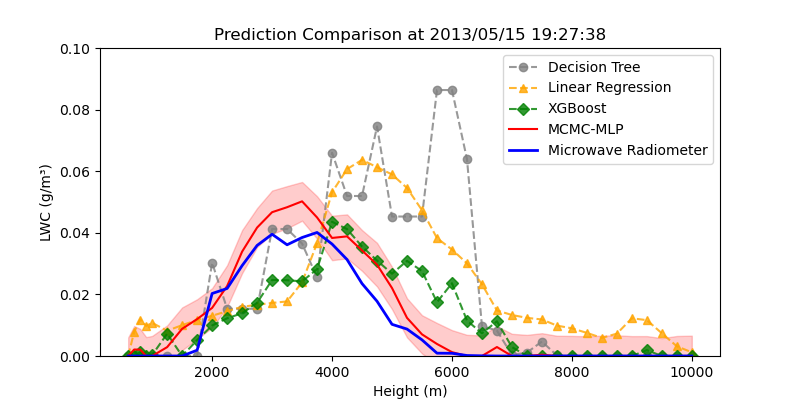 Prediction Comparison at 2013/05/15 19:27:38
LWC (g/m³)
0.10
0.08
0.06
0.04
0.02
0.00
Decision Tree
Linear Regression
XGBoost
MCMC-MLP
Microwave Radiometer
2000
4000
6000
8000
10000
Height (m)